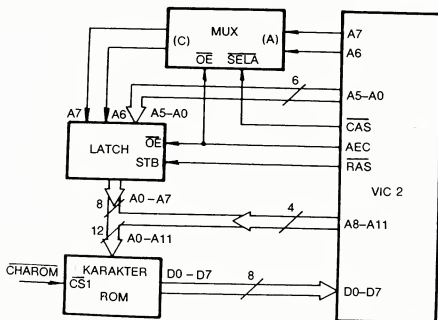 MUX
(C)
(A)
OE SELA
A7
A6
6
A5-A0
CAS
AEC
RAS
VIC 2
A7
A6
A5-A0
LATCH
OE
STB
8
A0-A7
4
A8-A11
12
A0-A11
CHAROM
CS1
KARAKTER
ROM
D0-D7
8
D0-D7